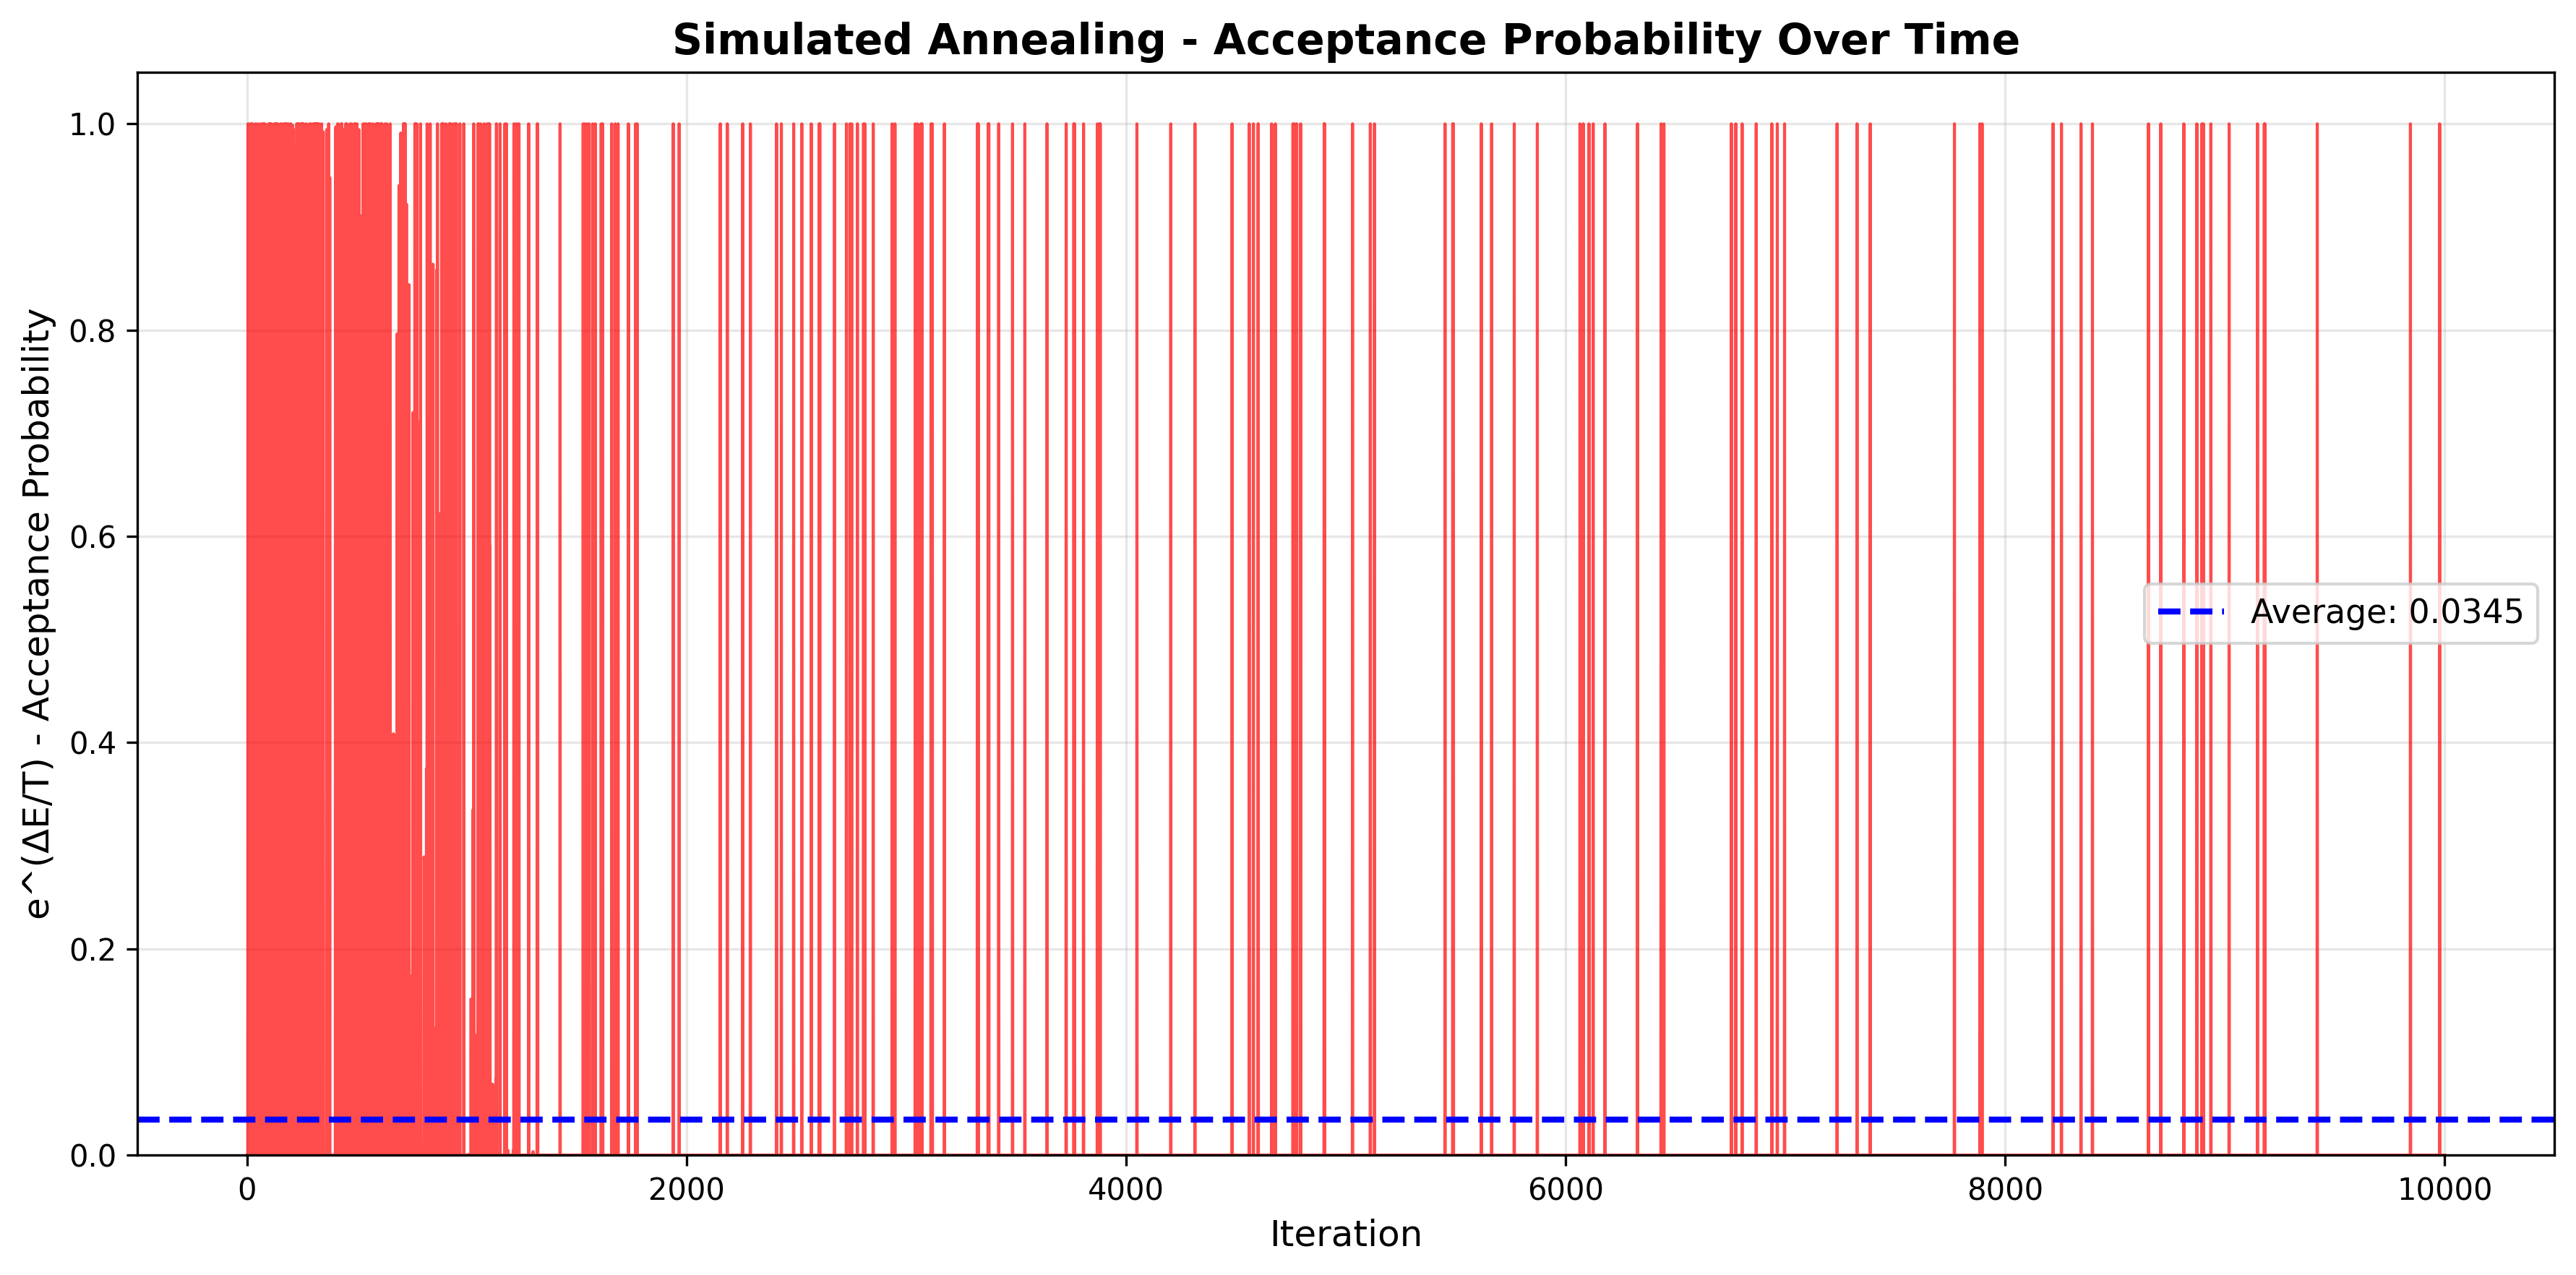 Simulated Annealing - Acceptance Probability Over Time
e^(ΔE/T) - Acceptance Probability
1.0
0.8
0.6
0.4
0.2
0.0
Average: 0.0345
0 2000 4000 6000 8000 10000
Iteration